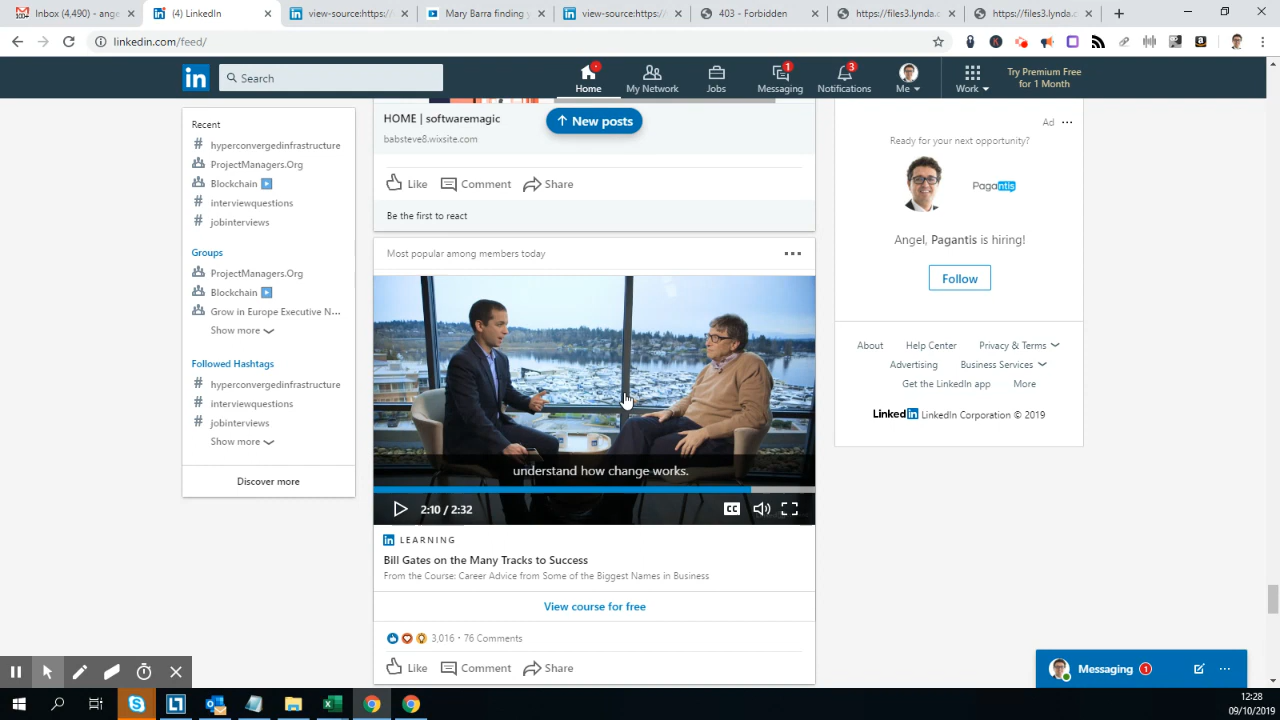 Inbox (4,490) - ange
(4) LinkedIn
view-source:https:/
Mary Barra finding y
view-source:https:/
403 - Forbidden
https://files3.lynda.c
https://files3.lynda.c
linkedin.com/feed/
in
Search
Home
My Network
Jobs
1
Messaging
3
Notifications
Me
Work
Try Premium Free
for 1 Month
Recent
# hyperconvergedinfrastructure
ProjectManagers.Org
Blockchain
# interviewquestions
# jobinterviews
Groups
ProjectManagers.Org
Blockchain
Grow in Europe Executive N...
Show more
Followed Hashtags
# hyperconvergedinfrastructure
# interviewquestions
# jobinterviews
Show more
Discover more
HOME | softwaremagic
babsteve8.wixsite.com
New posts
Like Comment Share
Be the first to react
Most popular among members today
understand how change works.
2:10 / 2:32
CC
in LEARNING
Bill Gates on the Many Tracks to Success
From the Course: Career Advice from Some of the Biggest Names in Business
View course for free
3,016 · 76 Comments
Like Comment Share
Ad
Ready for your next opportunity?
Pagantis
Angel, Pagantis is hiring!
Follow
About Help Center Privacy & Terms
Advertising Business Services
Get the LinkedIn app More
Linked in LinkedIn Corporation © 2019
Messaging 1
12:28
09/10/2019